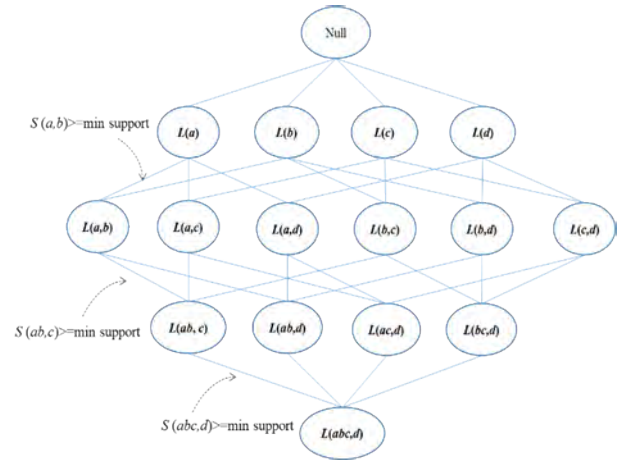 Null
S (a,b)>=min support
L(a) L(b) L(c) L(d)
L(a,b) L(a,c) L(a,d) L(b,c) L(b,d) L(c,d)
S (ab,c)>=min support
L(ab, c) L(ab,d) L(ac,d) L(bc,d)
S (abc,d)>=min support
L(abc,d)